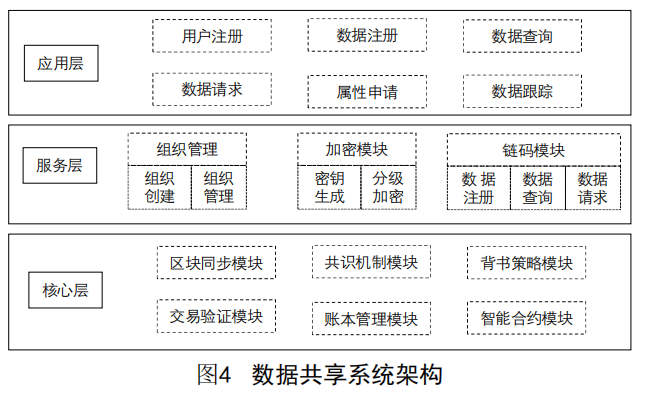 应用层
用户注册
数据注册
数据查询
数据请求
属性申请
数据跟踪
服务层
组织管理
组织
创建
组织
管理
加密模块
密钥
生成
分级
加密
链码模块
数 据
注册
数据
查询
数据
请求
核心层
区块同步模块
共识机制模块
背书策略模块
交易验证模块
账本管理模块
智能合约模块
图4 数据共享系统架构